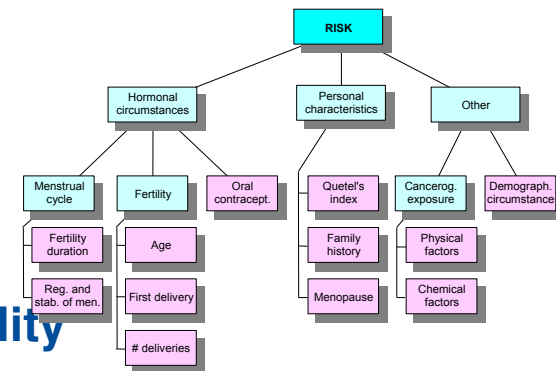 RISK
Hormonal
circumstances
Personal
characteristics
Other
Menstrual
cycle
Fertility
Oral
contracept.
Quetel's
index
Cancerog.
exposure
Demograph.
circumstance
Fertility
duration
Age
Family
history
Physical
factors
Reg. and
stab. of men.
First delivery
Menopause
Chemical
factors
lity
# deliveries